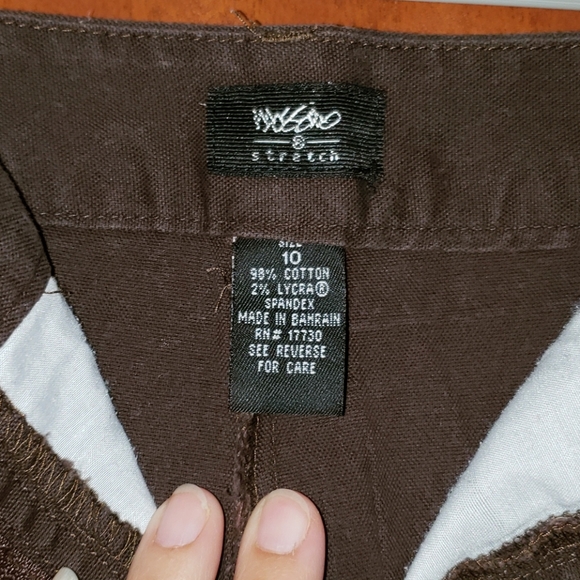 mossimo
®
stretch
SIZE
10
98% COTTON
2% LYCRA®
SPANDEX
MADE IN BAHRAIN
RN# 17730
SEE REVERSE
FOR CARE